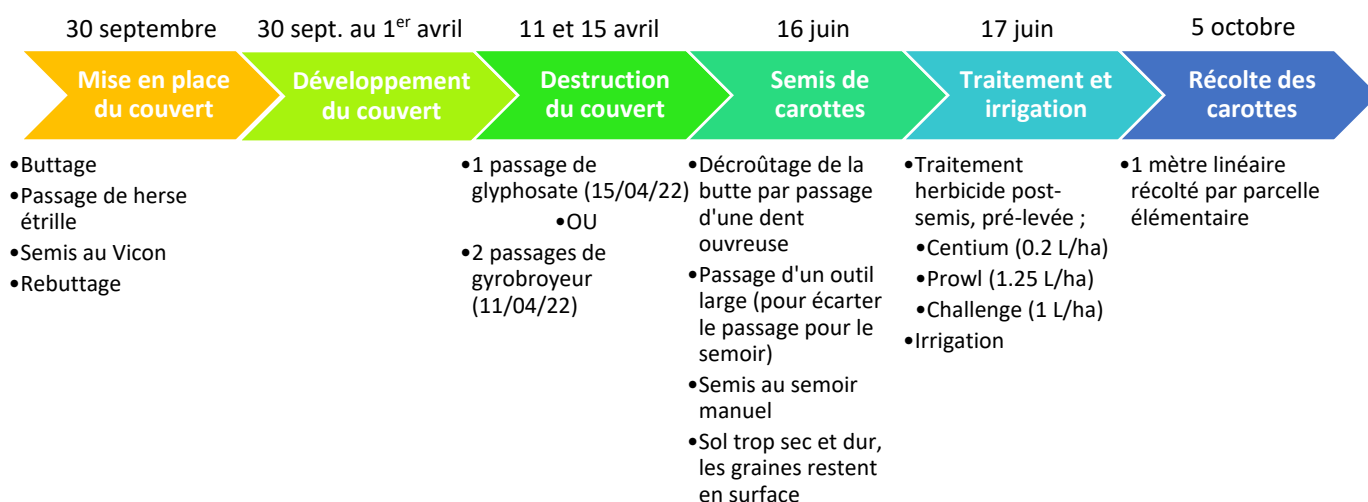 30 septembre
30 sept. au 1er avril
11 et 15 avril
16 juin
17 juin
5 octobre
Mise en place
du couvert
Développement
du couvert
Destruction
du couvert
Semis de
carottes
Traitement et
irrigation
Récolte des
carottes
•Buttage
•Passage de herse
étrille
•Semis au Vicon
•Rebuttage
•1 passage de
glyphosate (15/04/22)
•OU
•2 passages de
gyrobroyeur
(11/04/22)
•Décroûtage de la
butte par passage
d'une dent
ouvreuse
•Passage d'un outil
large (pour écarter
le passage pour le
semoir)
•Semis au semoir
manuel
•Sol trop sec et dur,
les graines restent
en surface
•Traitement
herbicide post-
semis, pré-levée ;
•Centium (0.2 L/ha)
•Prowl (1.25 L/ha)
•Challenge (1 L/ha)
•Irrigation
•1 mètre linéaire
récolté par parcelle
élémentaire